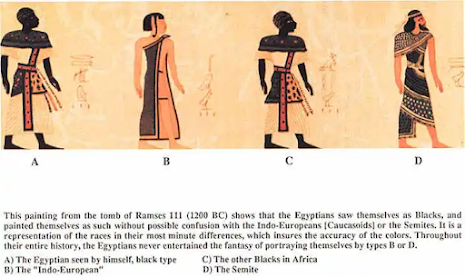 A B C D
This painting from the tomb of Ramses 111 (1200 BC) shows that the Egyptians saw themselves as Blacks, and
painted themselves as such without possible confusion with the Indo-Europeans [Caucasoids] or the Semites. It is a
representation of the races in their most minute differences, which insures the accuracy of the colors. Throughout
their entire history, the Egyptians never entertained the fantasy of portraying themselves by types B or D.
A) The Egyptian seen by himself, black type C) The other Blacks in Africa
B) The "Indo-European" D) The Semite